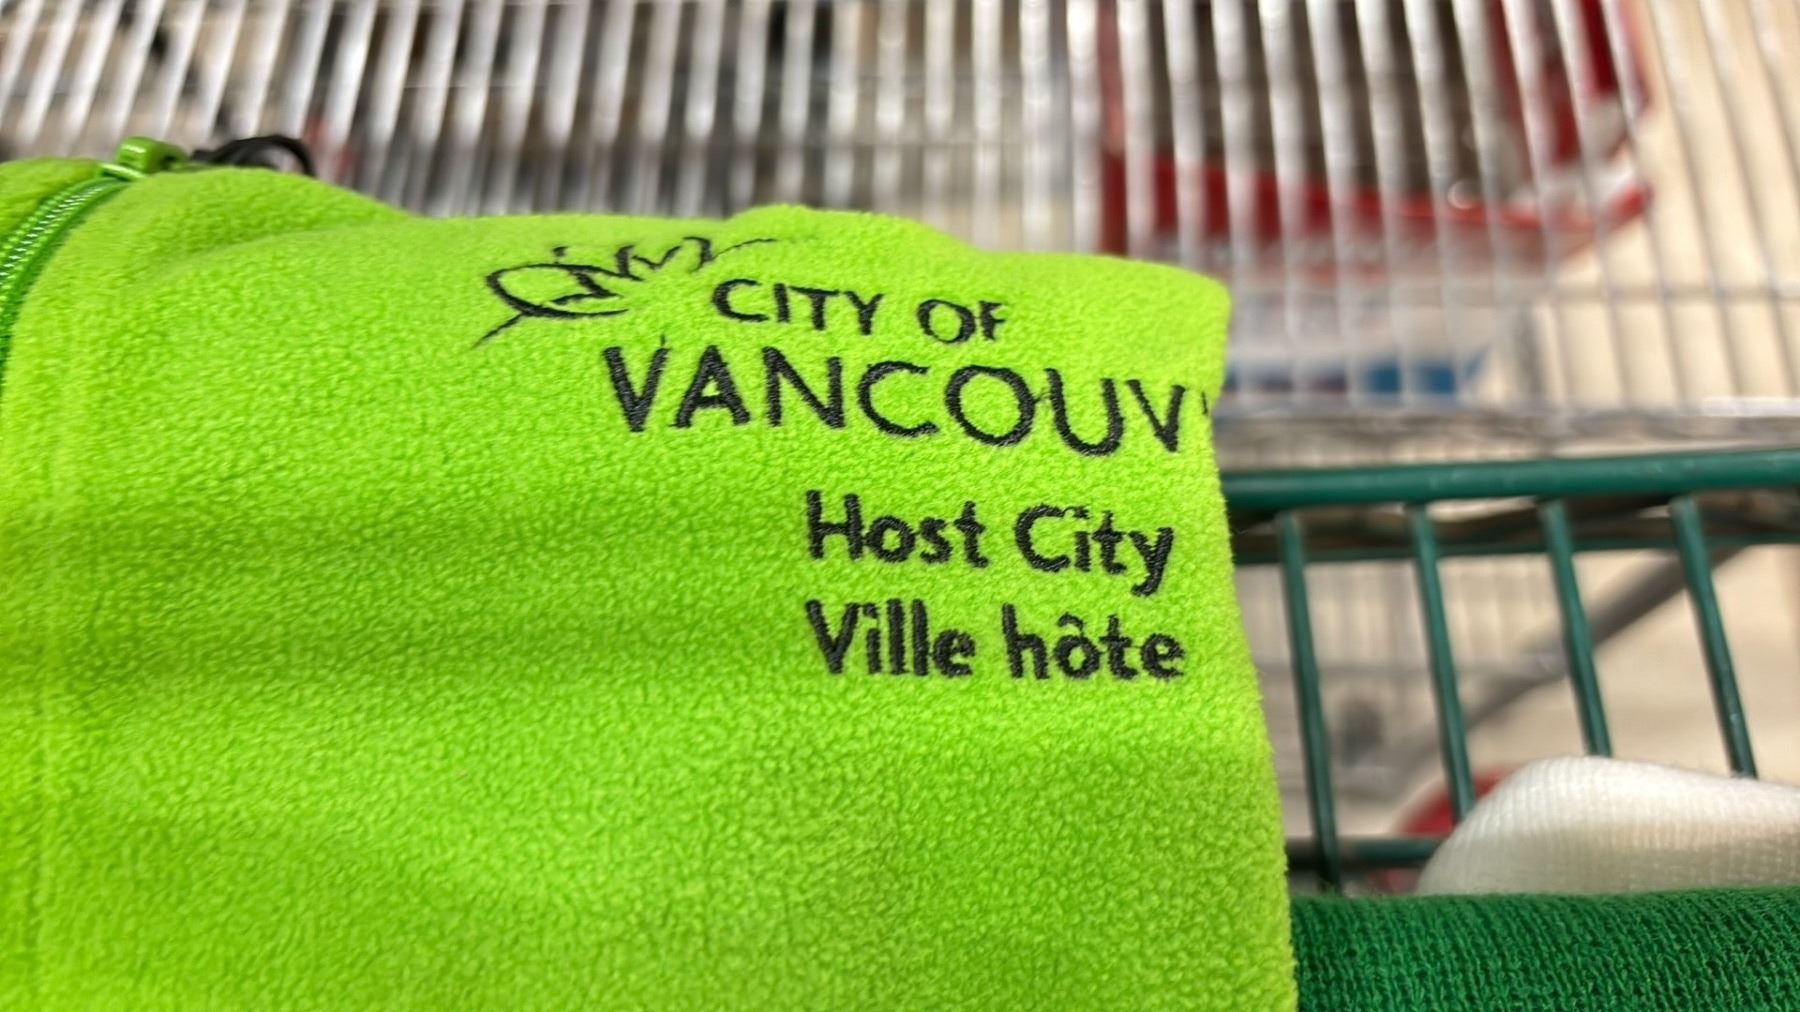 CITY OF
VANCOUV
Host City
Ville hôte